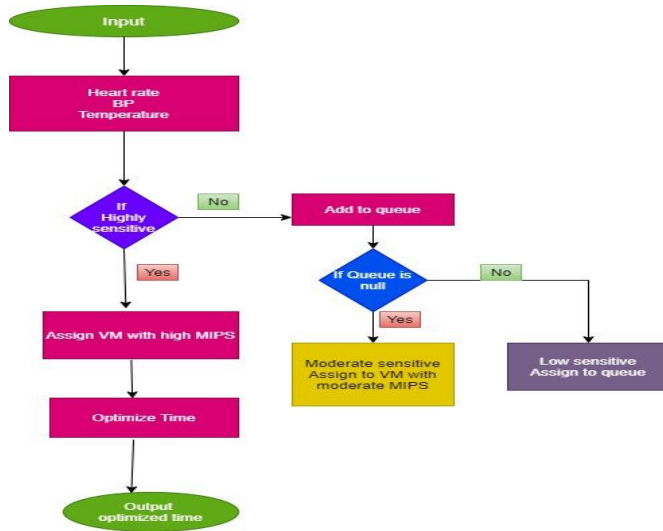 Input
Heart rate
BP
Temperature
If
Highly
sensitive
No
Add to queue
If Queue is
null
No
Yes
Yes
Assign VM with high MIPS
Moderate sensitive
Assign to VM with
moderate MIPS
Low sensitive
Assign to queue
Optimize Time
Output
optimized time